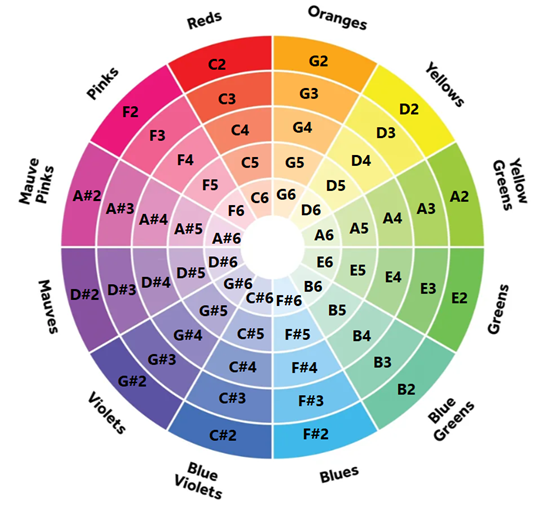 Reds
Oranges
Yellows
Yellow
Greens
Greens
Blue
Greens
Blues
Blue
Violets
Violets
Mauves
Mauve
Pinks
Pinks
C2
C3
C4
C5
C6
G2
G3
G4
G5
G6
D2
D3
D4
D5
D6
A2
A3
A4
A5
A6
E2
E3
E4
E5
E6
B2
B3
B4
B5
B6
F#2
F#3
F#4
F#5
F#6
C#2
C#3
C#4
C#5
C#6
G#2
G#3
G#4
G#5
G#6
D#2
D#3
D#4
D#5
D#6
A#2
A#3
A#4
A#5
A#6
F2
F3
F4
F5
F6